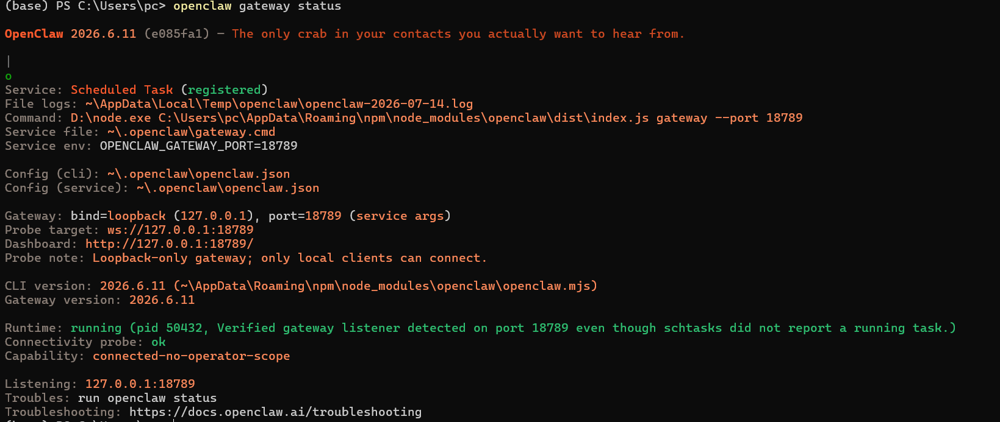 (base) PS C:\Users\pc> openclaw gateway status
OpenClaw 2026.6.11 (e085fa1) — The only crab in your contacts you actually want to hear from.
│
o
Service: Scheduled Task (registered)
File logs: ~\AppData\Local\Temp\openclaw\openclaw-2026-07-14.log
Command: D:\node.exe C:\Users\pc\AppData\Roaming\npm\node_modules\openclaw\dist\index.js gateway --port 18789
Service file: ~\.openclaw\gateway.cmd
Service env: OPENCLAW_GATEWAY_PORT=18789
Config (cli): ~\.openclaw\openclaw.json
Config (service): ~\.openclaw\openclaw.json
Gateway: bind=loopback (127.0.0.1), port=18789 (service args)
Probe target: ws://127.0.0.1:18789
Dashboard: http://127.0.0.1:18789/
Probe note: Loopback-only gateway; only local clients can connect.
CLI version: 2026.6.11 (~\AppData\Roaming\npm\node_modules\openclaw\openclaw.mjs)
Gateway version: 2026.6.11
Runtime: running (pid 50432, Verified gateway listener detected on port 18789 even though schtasks did not report a running task.)
Connectivity probe: ok
Capability: connected-no-operator-scope
Listening: 127.0.0.1:18789
Troubles: run openclaw status
Troubleshooting: https://docs.openclaw.ai/troubleshooting